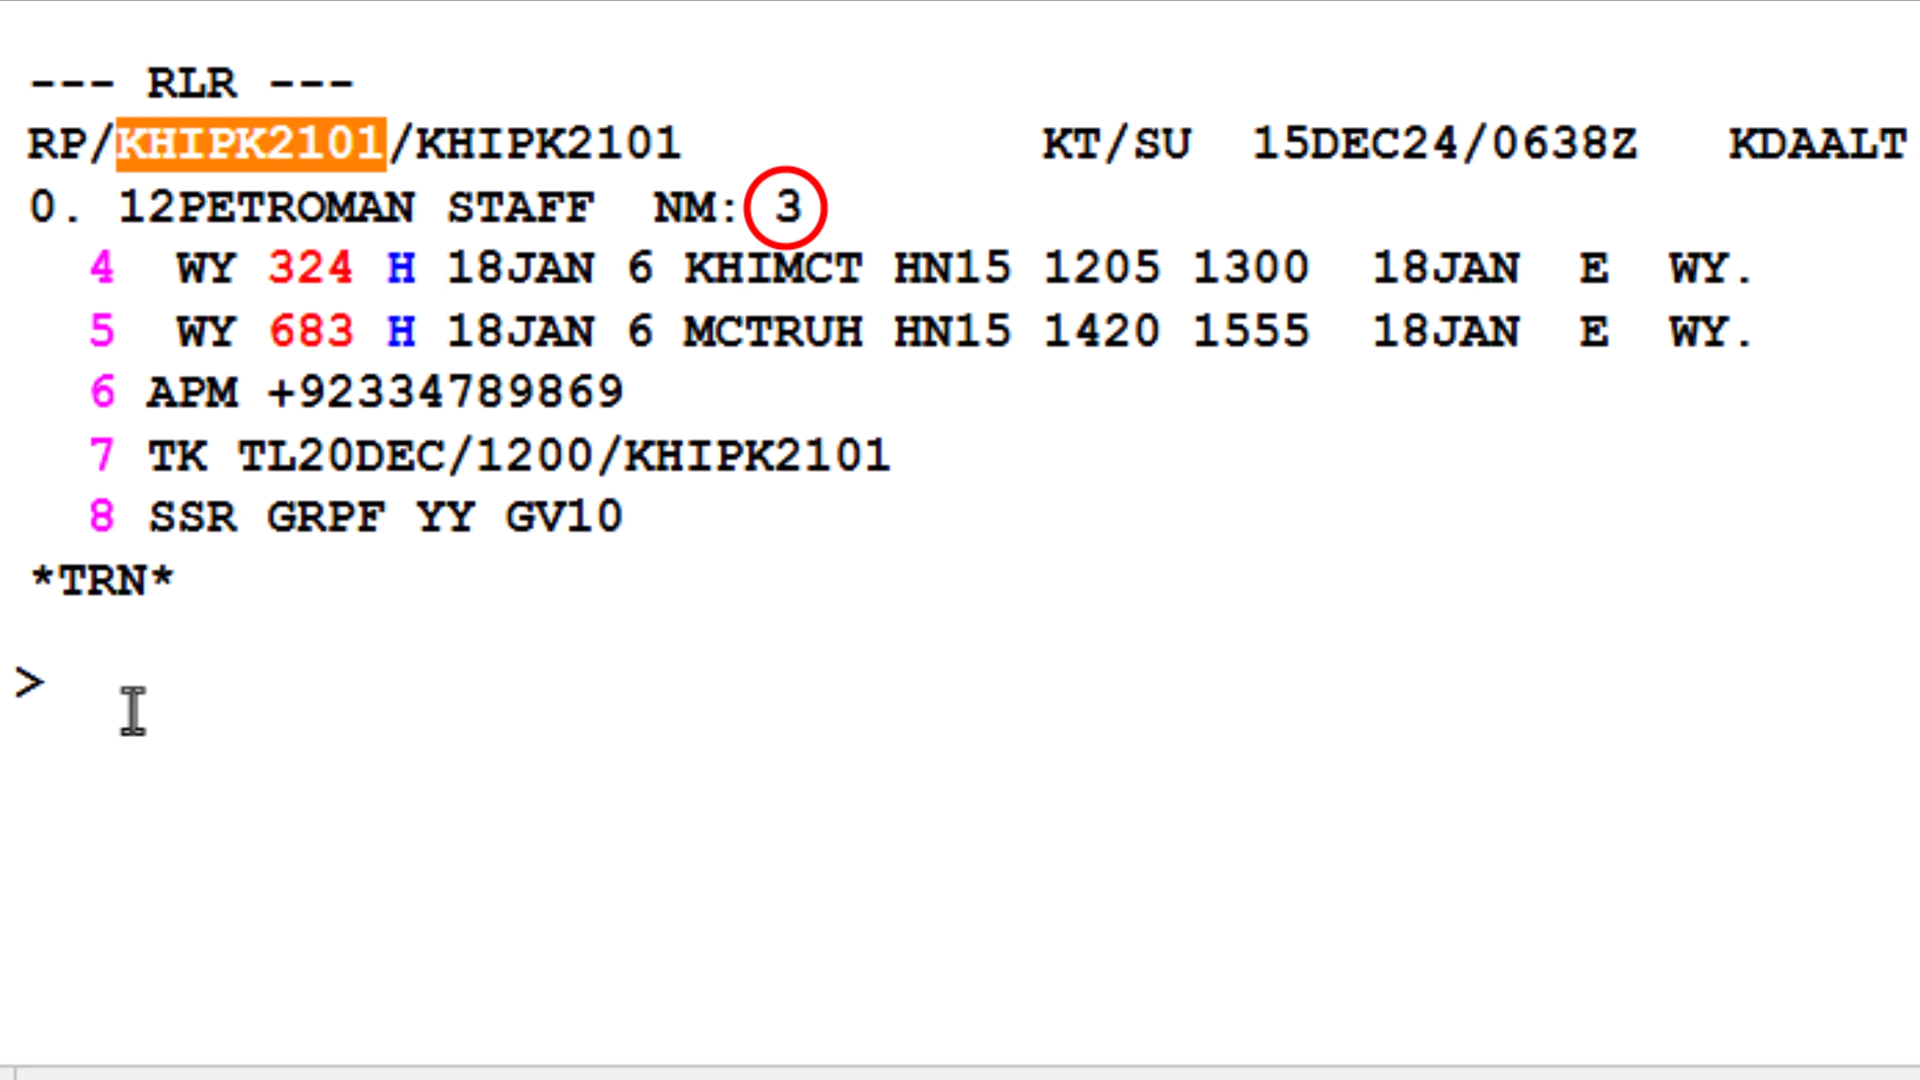 --- RLR ---
RP/KHIPK2101/KHIPK2101 KT/SU 15DEC24/0638Z KDAALT
0. 12PETROMAN STAFF NM: 3
4 WY 324 H 18JAN 6 KHIMCT HN15 1205 1300 18JAN E WY.
5 WY 683 H 18JAN 6 MCTRUH HN15 1420 1555 18JAN E WY.
6 APM +92334789869
7 TK TL20DEC/1200/KHIPK2101
8 SSR GRPF YY GV10
*TRN*
>